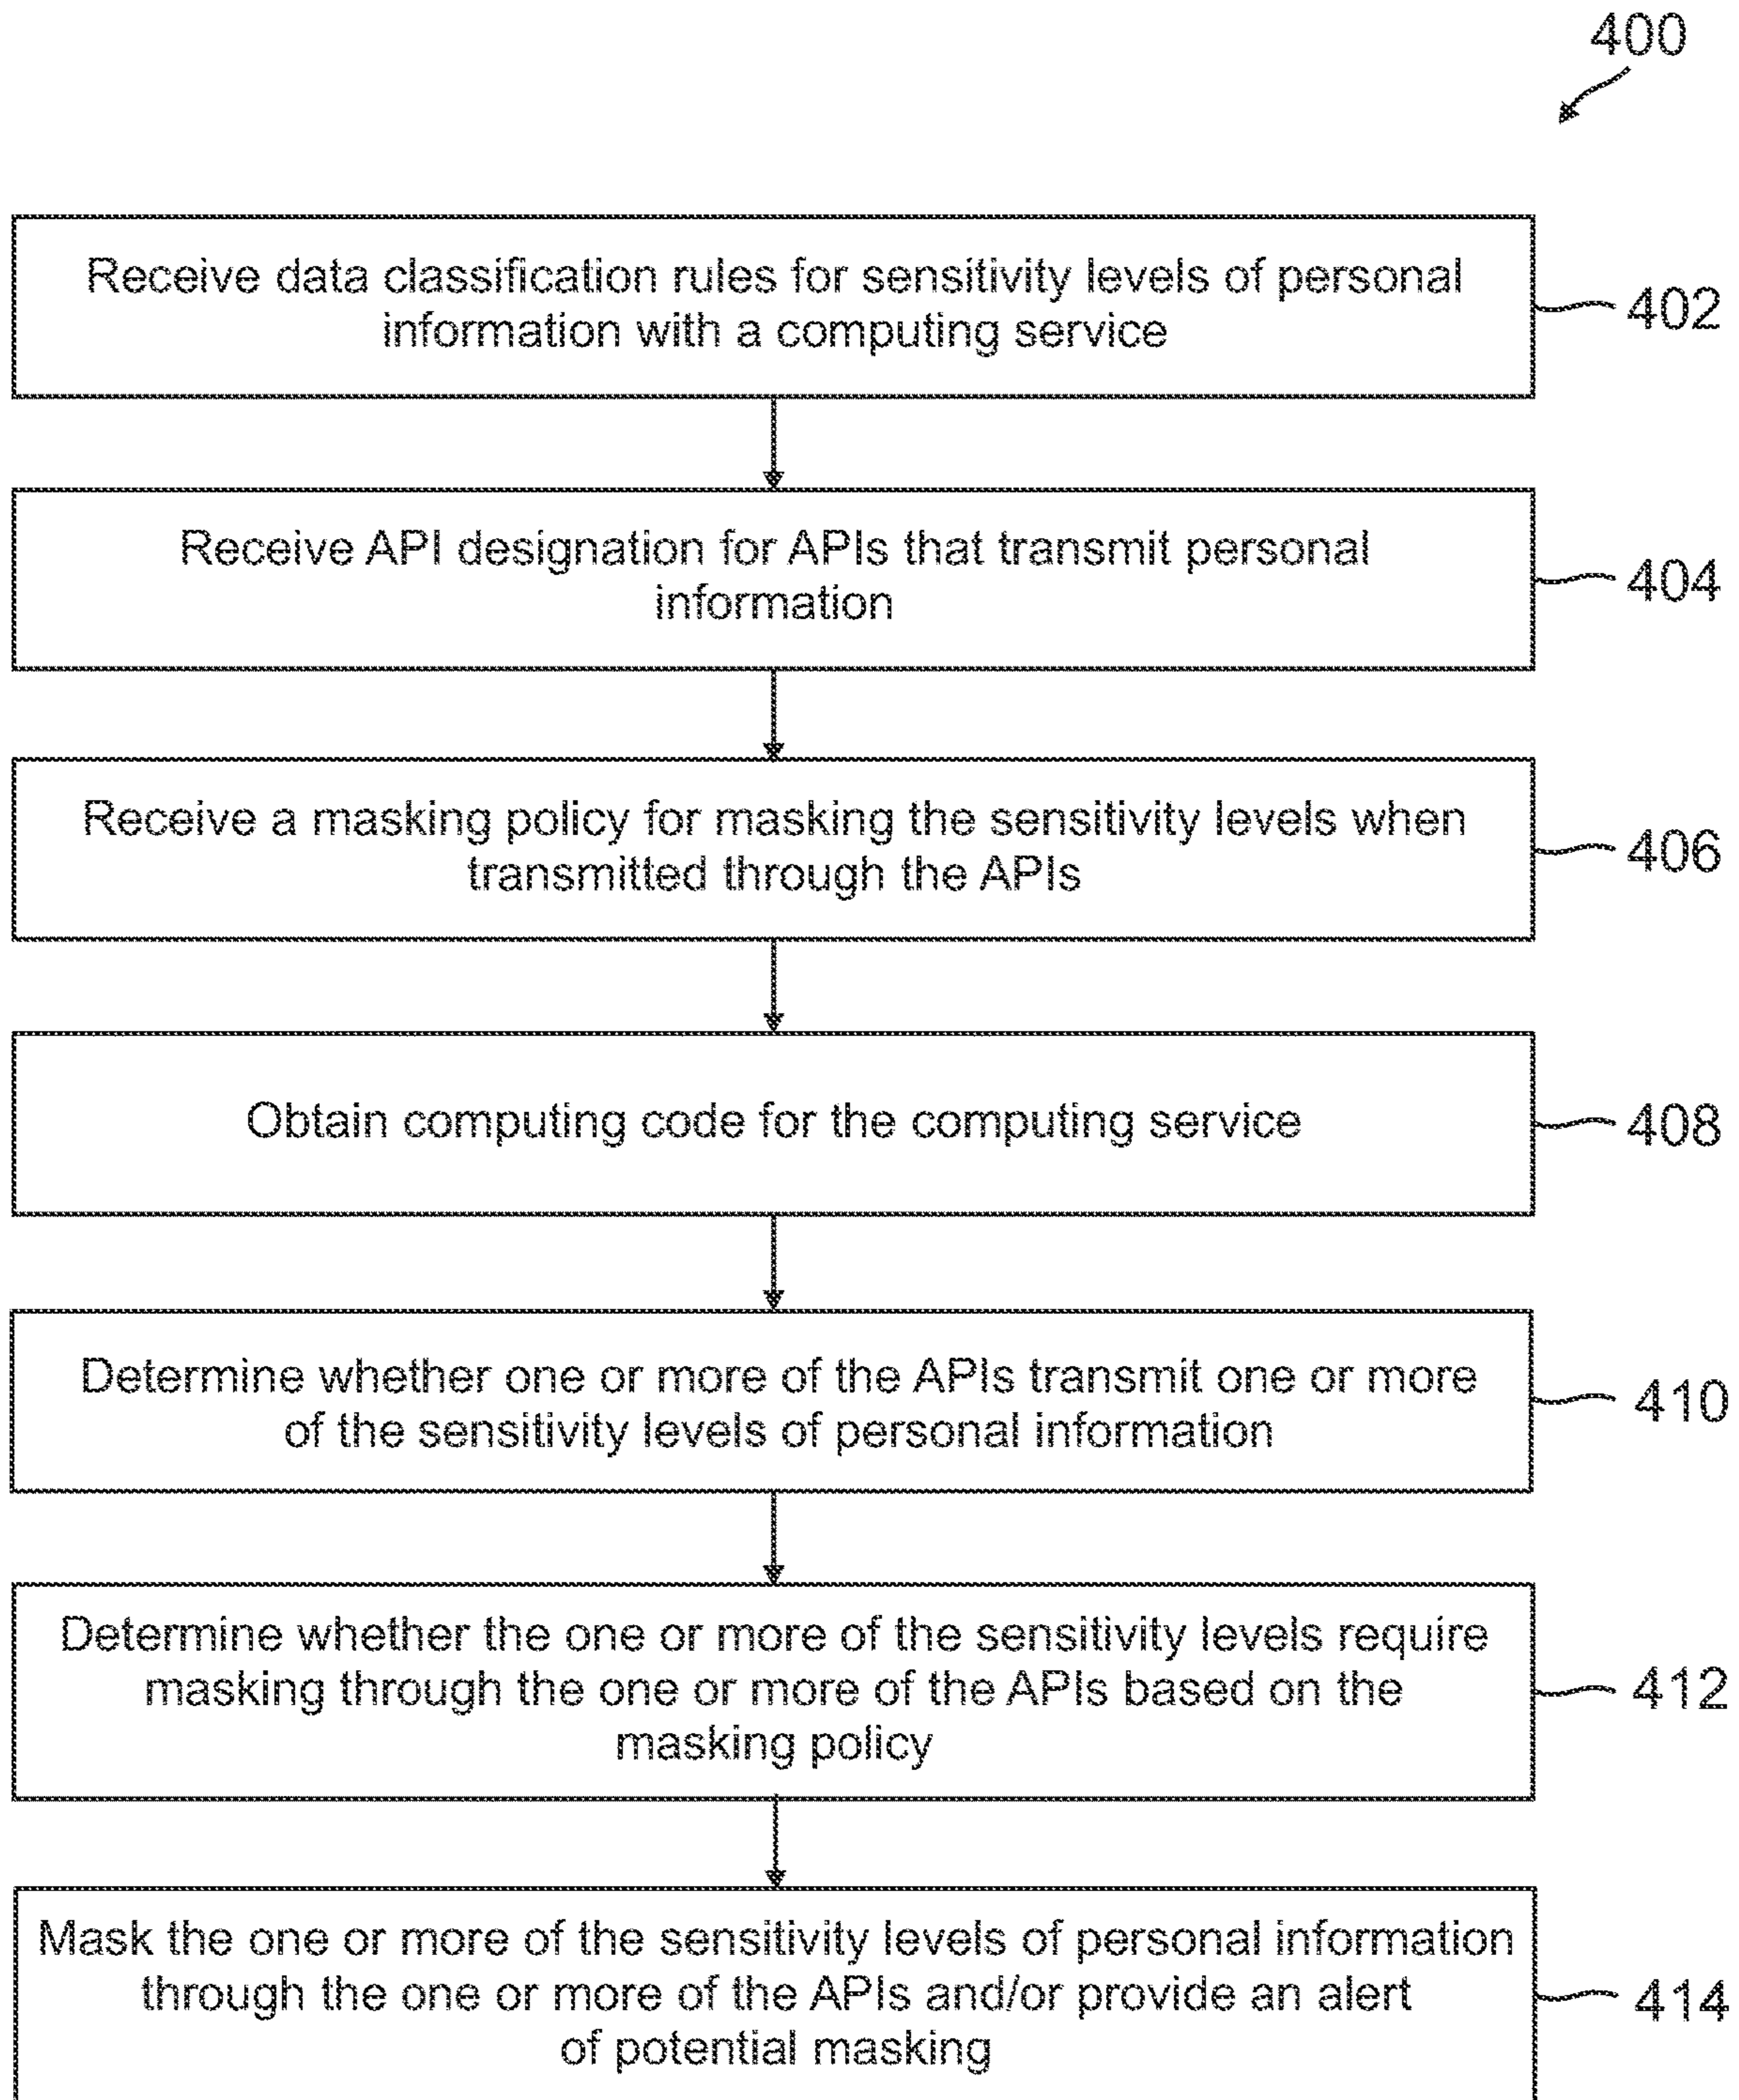 400
Receive data classification rules for sensitivity levels of personal
information with a computing service
402
Receive API designation for APIs that transmit personal
information
404
Receive a masking policy for masking the sensitivity levels when
transmitted through the APIs
406
Obtain computing code for the computing service
408
Determine whether one or more of the APIs transmit one or more
of the sensitivity levels of personal information
410
Determine whether the one or more of the sensitivity levels require
masking through the one or more of the APIs based on the
masking policy
412
Mask the one or more of the sensitivity levels of personal information
through the one or more of the APIs and/or provide an alert
of potential masking
414